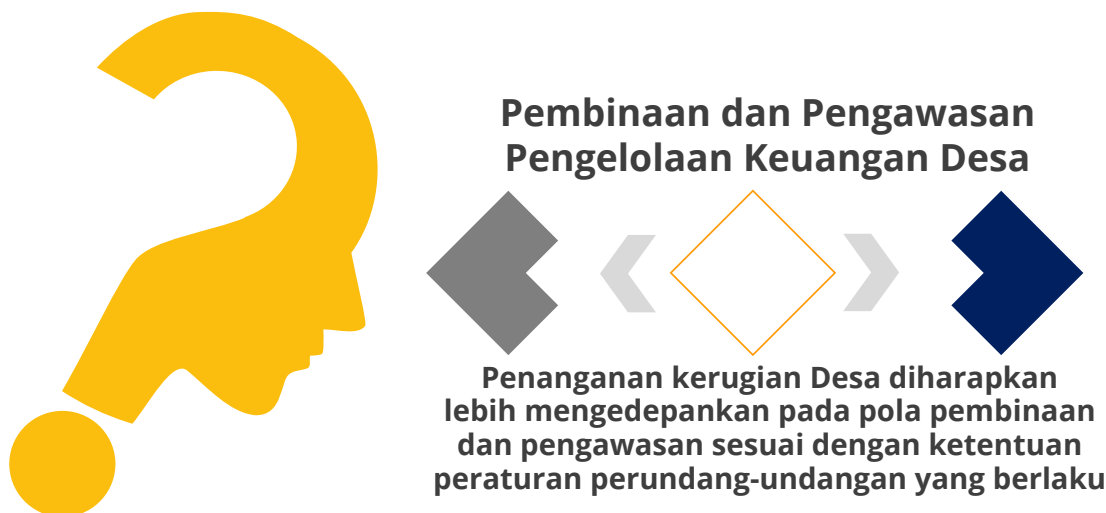 Pembinaan dan Pengawasan
Pengelolaan Keuangan Desa
Penanganan kerugian Desa diharapkan
lebih mengedepankan pada pola pembinaan
dan pengawasan sesuai dengan ketentuan
peraturan perundang-undangan yang berlaku